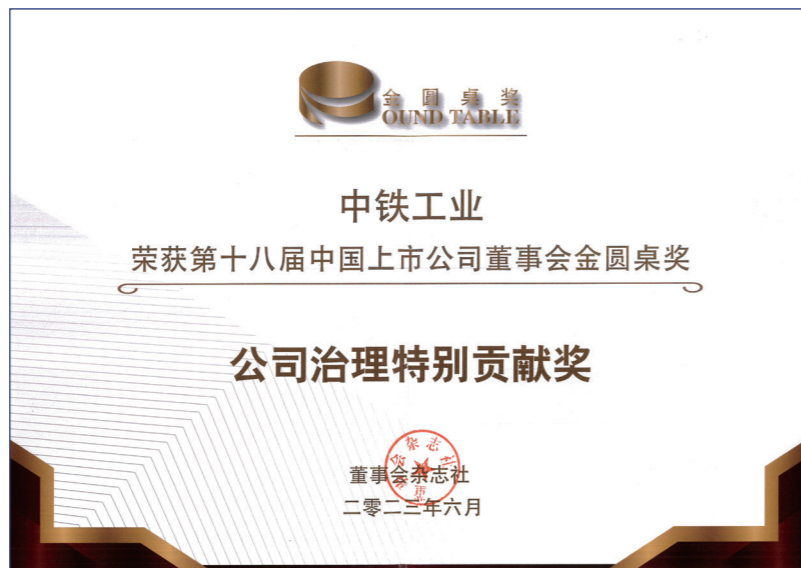 金圆桌奖
OUND TABLE
中铁工业
荣获第十八届中国上市公司董事会金圆桌奖
公司治理特别贡献奖
董事会杂志社
二零二三年六月